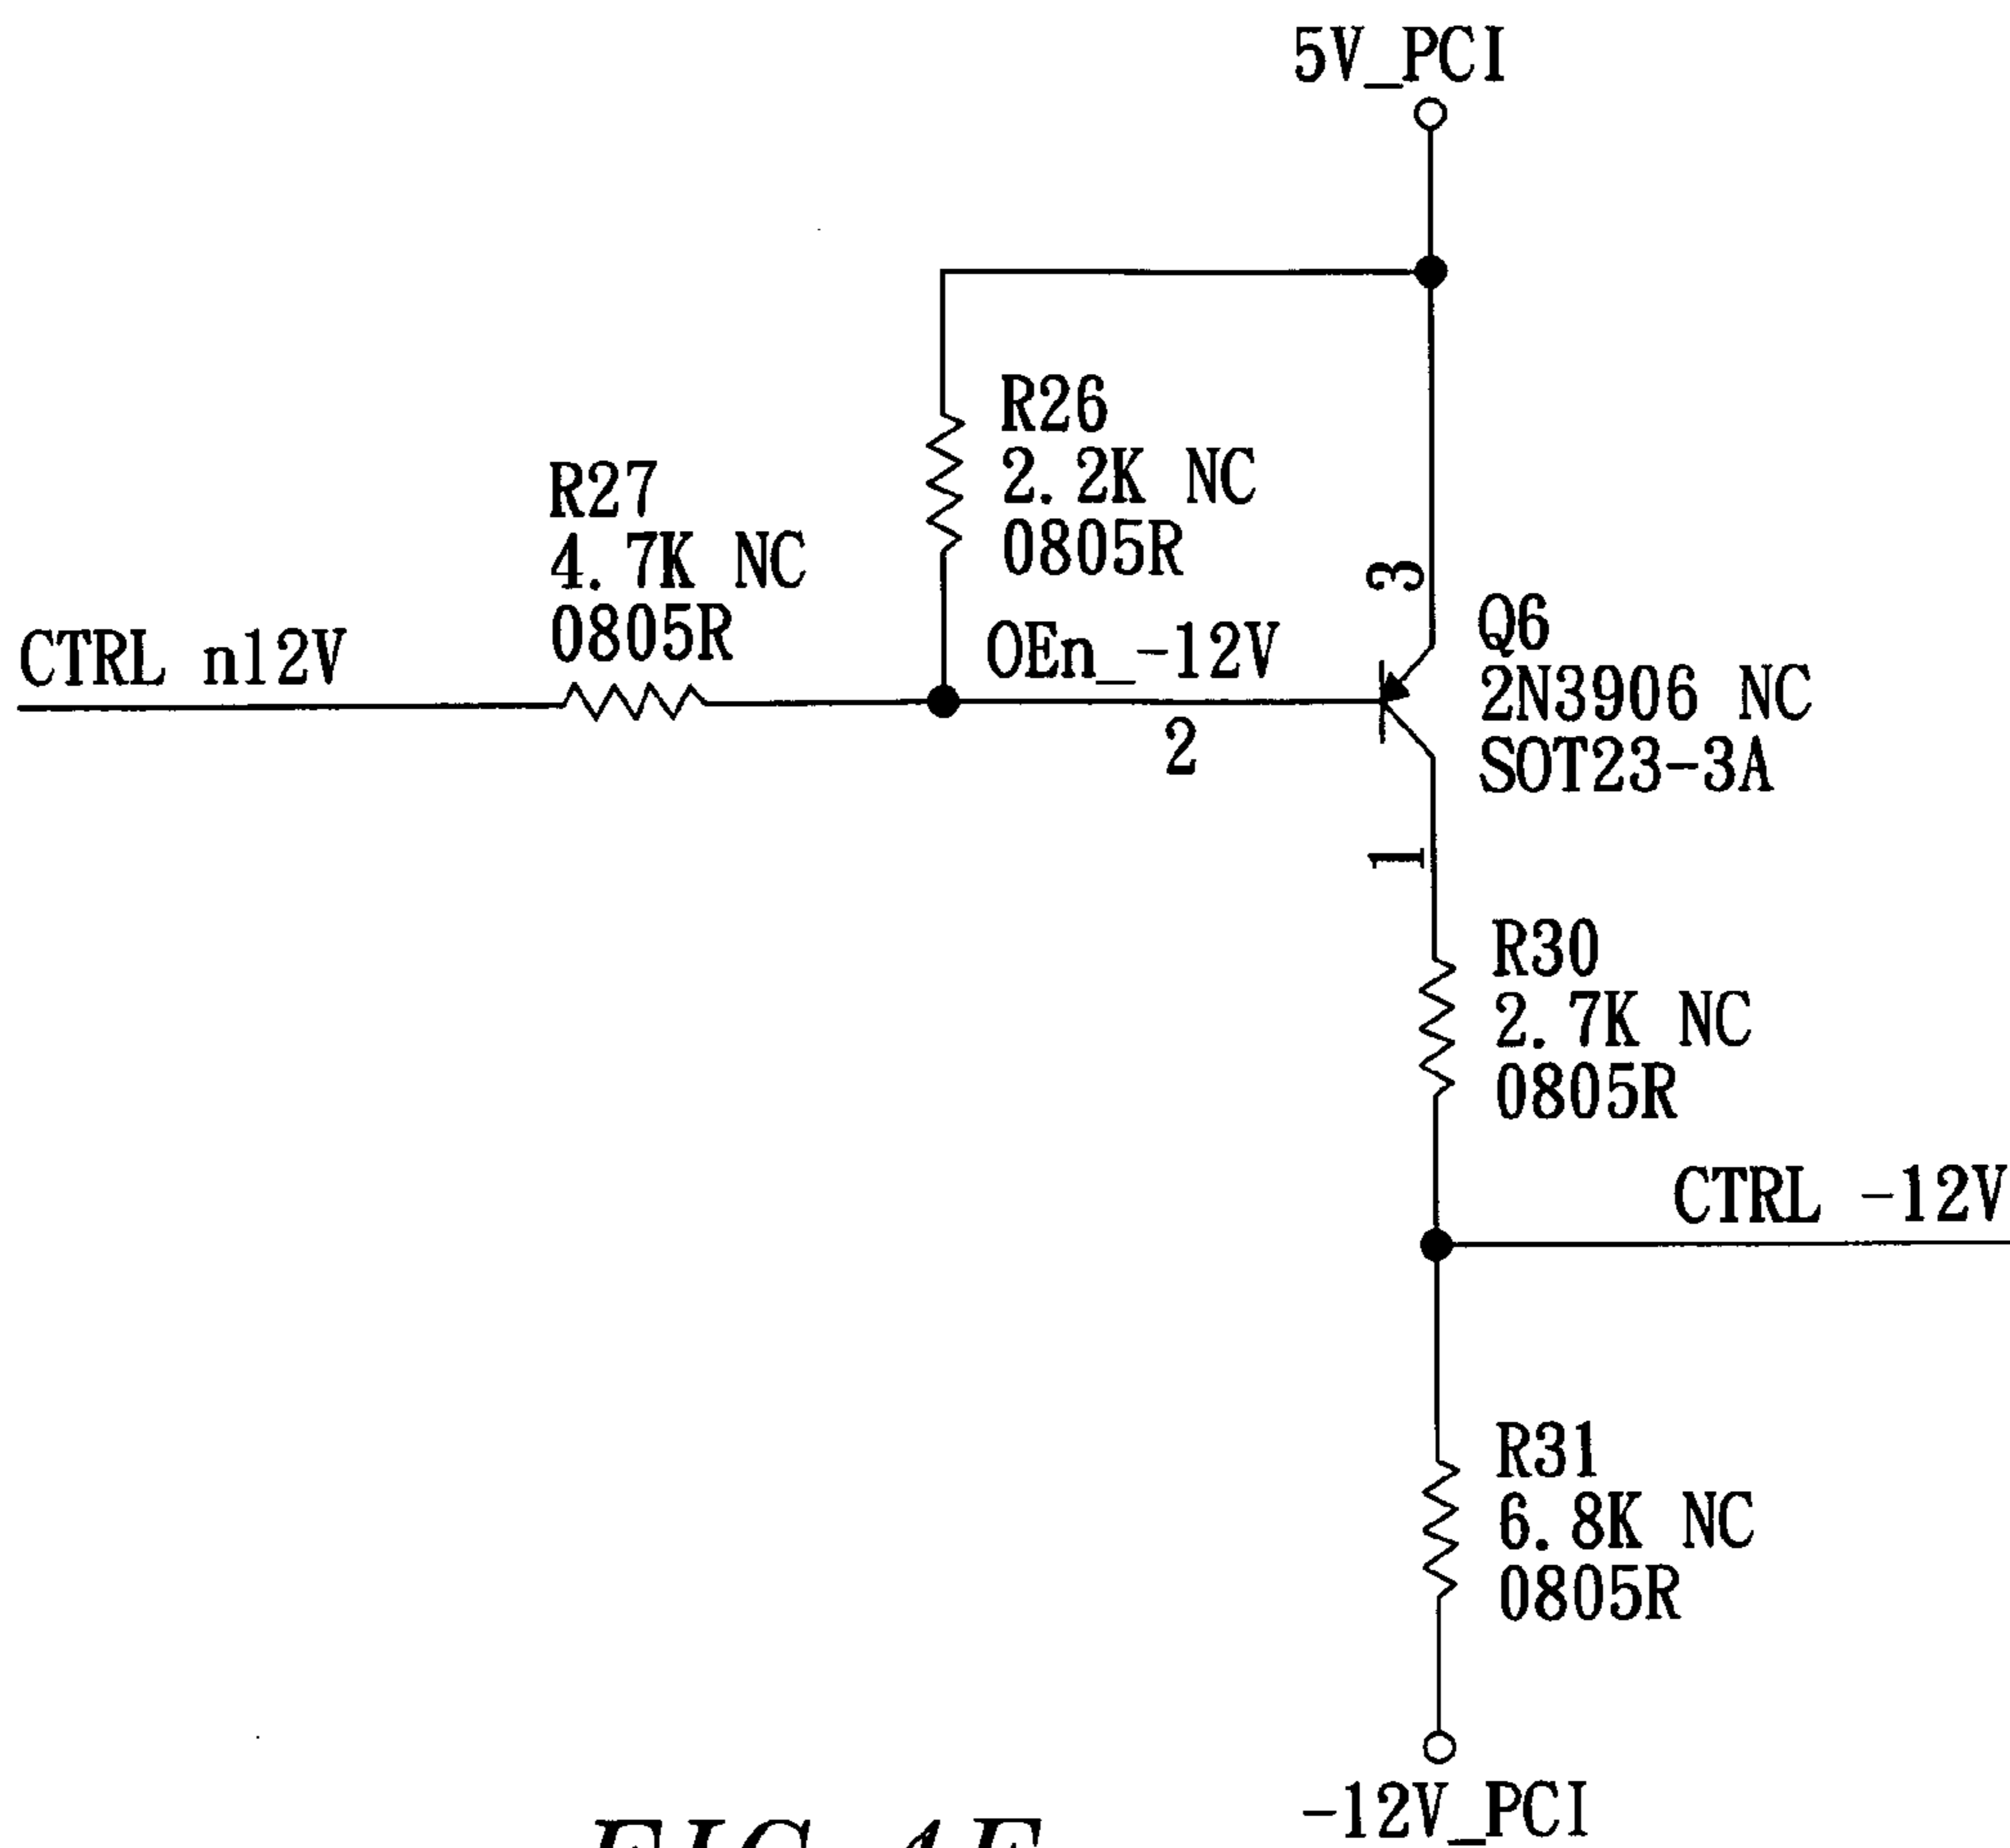 5V_PCI
R26
2.2K NC
0805R
R27
4.7K NC
0805R
CTRL n12V
OEn_-12V
2
3
Q6
2N3906 NC
SOT23-3A
1
R30
2.7K NC
0805R
CTRL -12V
R31
6.8K NC
0805R
-12V_PCI